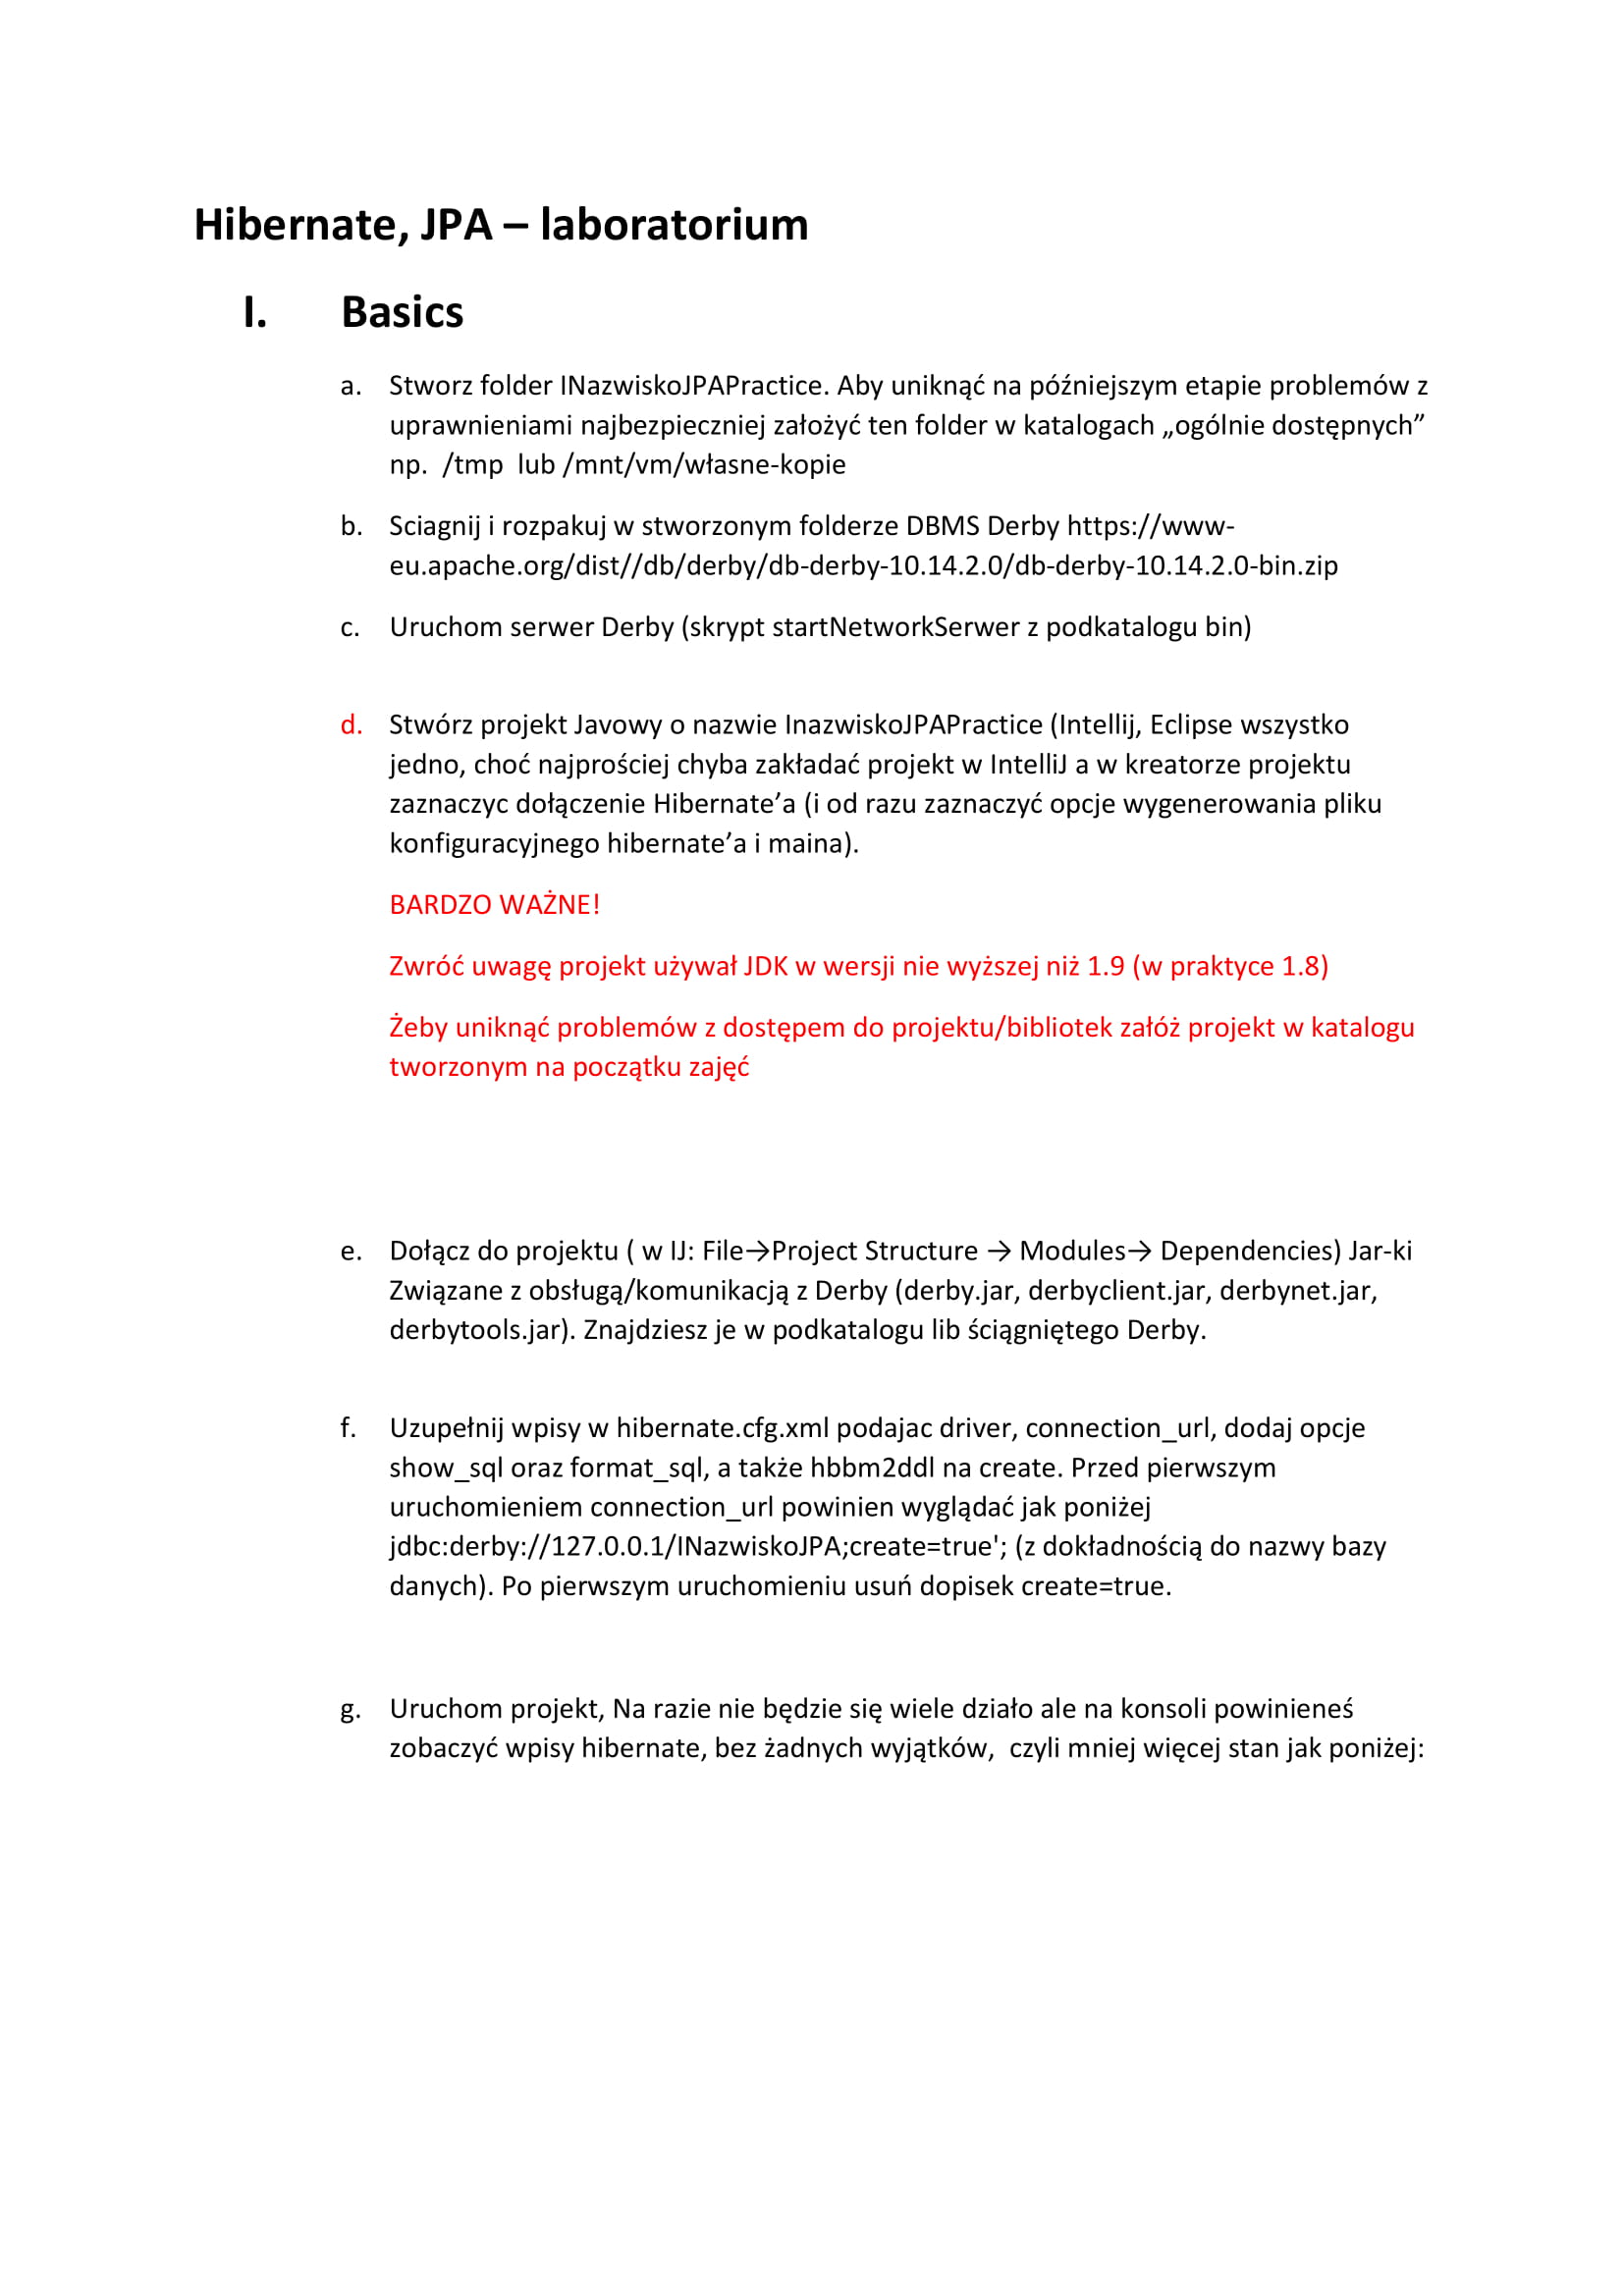 Hibernate, JPA – laboratorium
I. Basics
a. Stworz folder INazwiskoJPAPractice. Aby uniknąć na późniejszym etapie problemów z
uprawnieniami najbezpieczniej założyć ten folder w katalogach „ogólnie dostępnych”
np. /tmp lub /mnt/vm/własne-kopie
b. Sciagnij i rozpakuj w stworzonym folderze DBMS Derby https://www-
eu.apache.org/dist//db/derby/db-derby-10.14.2.0/db-derby-10.14.2.0-bin.zip
c. Uruchom serwer Derby (skrypt startNetworkSerwer z podkatalogu bin)
d. Stwórz projekt Javowy o nazwie InazwiskoJPAPractice (Intellij, Eclipse wszystko
jedno, choć najprościej chyba zakładać projekt w IntelliJ a w kreatorze projektu
zaznaczyc dołączenie Hibernate’a (i od razu zaznaczyć opcje wygenerowania pliku
konfiguracyjnego hibernate’a i maina).
BARDZO WAŻNE!
Zwróć uwagę projekt używał JDK w wersji nie wyższej niż 1.9 (w praktyce 1.8)
Żeby uniknąć problemów z dostępem do projektu/bibliotek załóż projekt w katalogu
tworzonym na początku zajęć
e. Dołącz do projektu ( w IJ: File→Project Structure → Modules→ Dependencies) Jar-ki
Związane z obsługą/komunikacją z Derby (derby.jar, derbyclient.jar, derbynet.jar,
derbytools.jar). Znajdziesz je w podkatalogu lib ściągniętego Derby.
f. Uzupełnij wpisy w hibernate.cfg.xml podajac driver, connection_url, dodaj opcje
show_sql oraz format_sql, a także hbbm2ddl na create. Przed pierwszym
uruchomieniem connection_url powinien wyglądać jak poniżej
jdbc:derby://127.0.0.1/INazwiskoJPA;create=true'; (z dokładnością do nazwy bazy
danych). Po pierwszym uruchomieniu usuń dopisek create=true.
g. Uruchom projekt, Na razie nie będzie się wiele działo ale na konsoli powinieneś
zobaczyć wpisy hibernate, bez żadnych wyjątków, czyli mniej więcej stan jak poniżej: